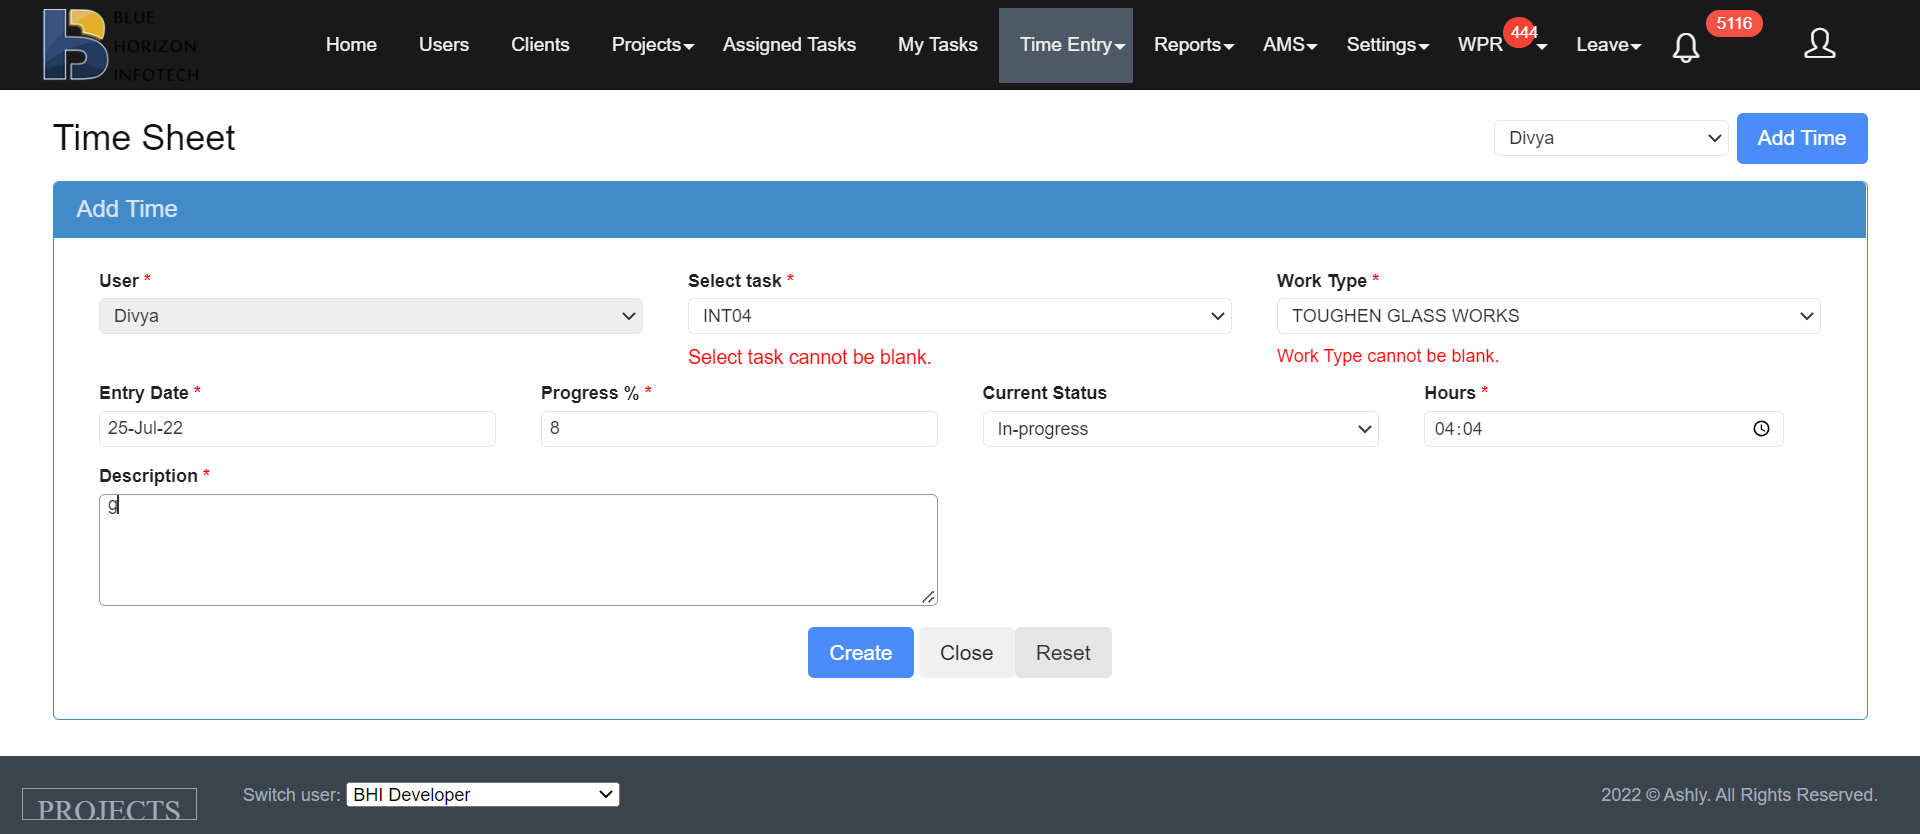 BLUE
HORIZON
INFOTECH
Home Users Clients Projects Assigned Tasks My Tasks Time Entry Reports AMS Settings WPR 444 Leave 5116
Time Sheet
Divya Add Time
Add Time
User * Select task * Work Type *
Divya INT04 TOUGHEN GLASS WORKS
Select task cannot be blank. Work Type cannot be blank.
Entry Date * Progress % * Current Status Hours *
25-Jul-22 8 In-progress 04:04
Description *
g
Create Close Reset
PROJECTS Switch user: BHI Developer 2022 © Ashly. All Rights Reserved.